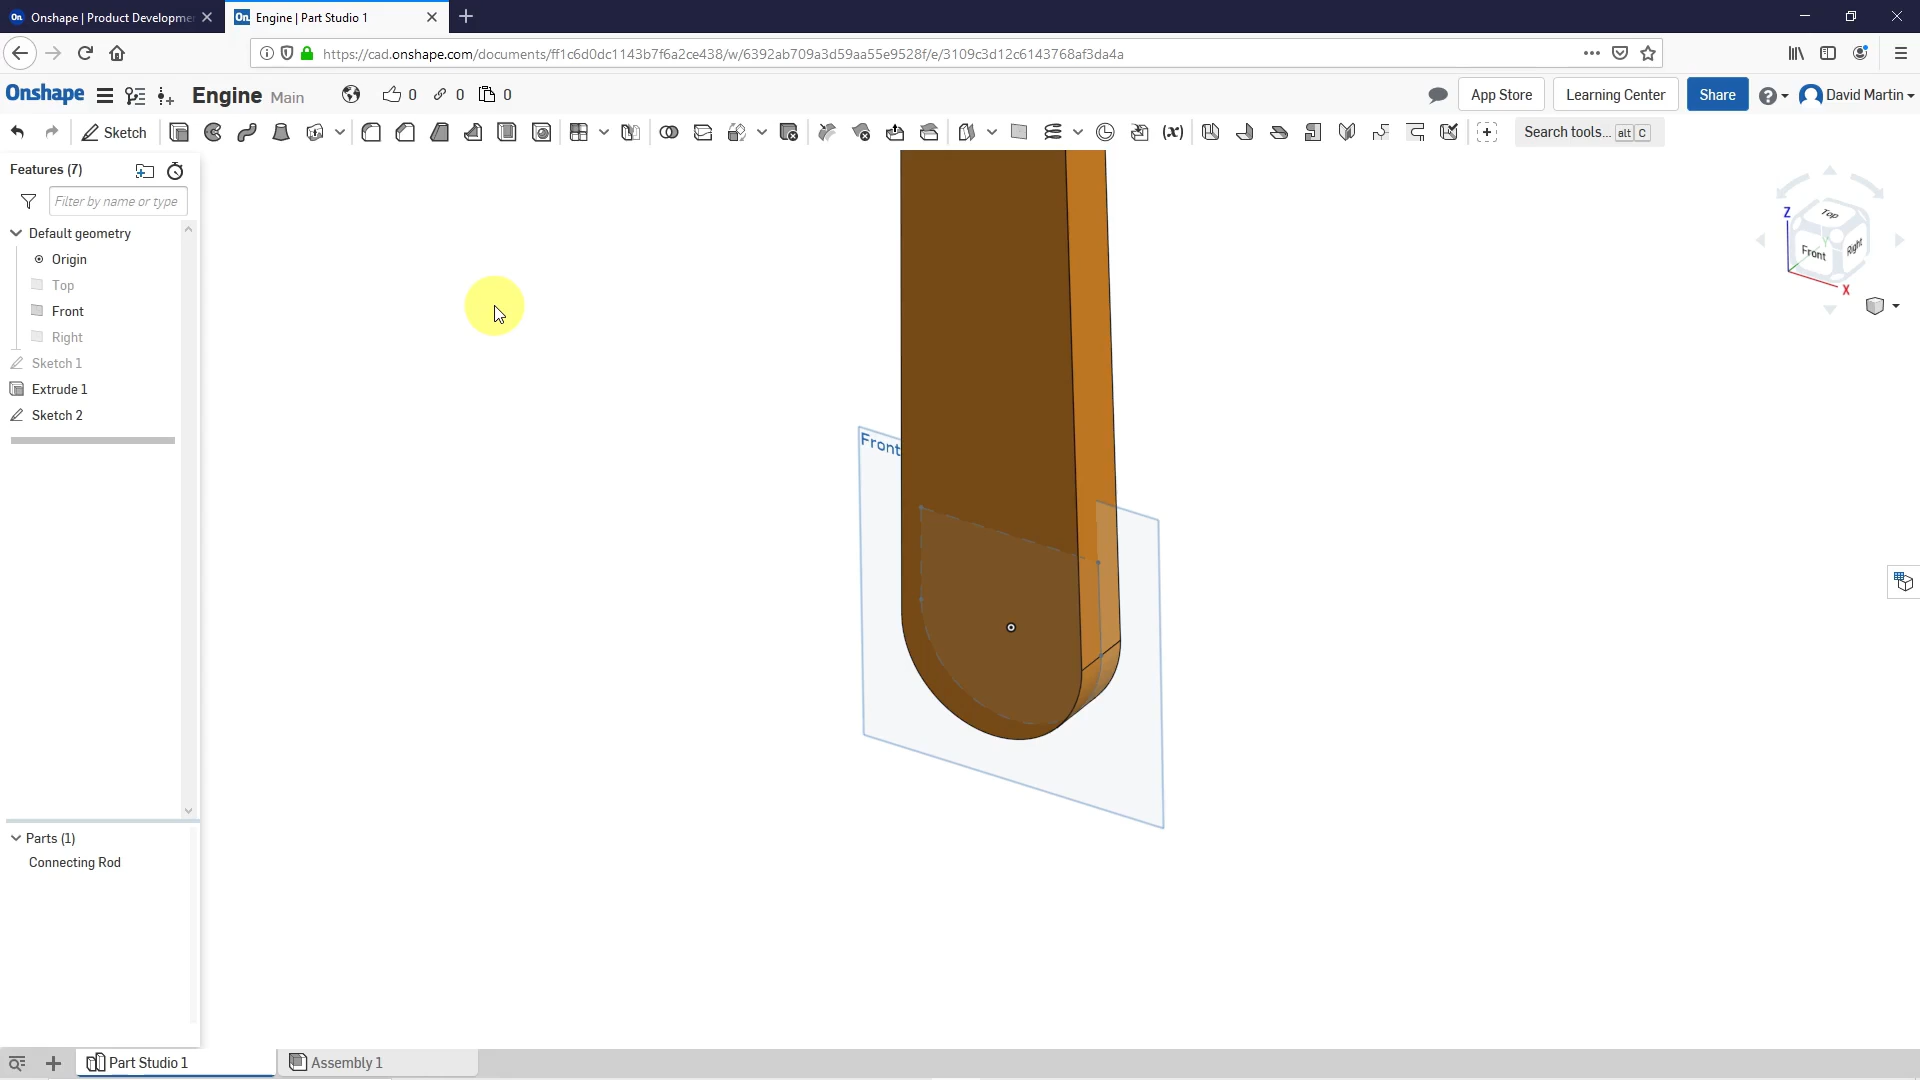 Onshape | Product Developme
Engine | Part Studio 1
https://cad.onshape.com/documents/ff1c6d0dc1143b7f6a2ce438/w/6392ab709a3d59aa55e9528f/e/3109c3d12c6143768af3da4a
Onshape
Engine Main
0 0 0
App Store
Learning Center
Share
David Martin
Sketch
Search tools... alt C
Features (7)
Filter by name or type
Default geometry
Origin
Top
Front
Right
Sketch 1
Extrude 1
Sketch 2
Front
Z
Top
Y
Front
Right
X
Parts (1)
Connecting Rod
Part Studio 1
Assembly 1